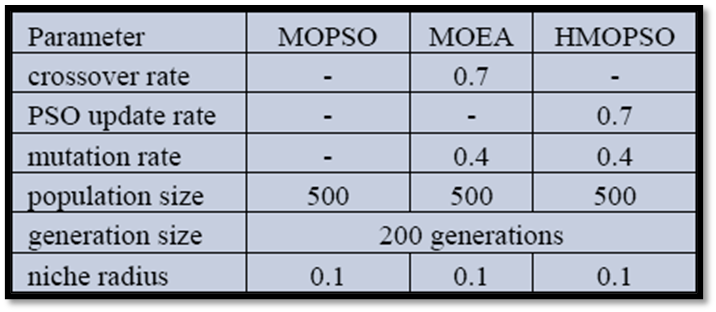 Parameter MOPSO MOEA HMOPSO
crossover rate - 0.7 -
PSO update rate - - 0.7
mutation rate - 0.4 0.4
population size 500 500 500
generation size 200 generations
niche radius 0.1 0.1 0.1